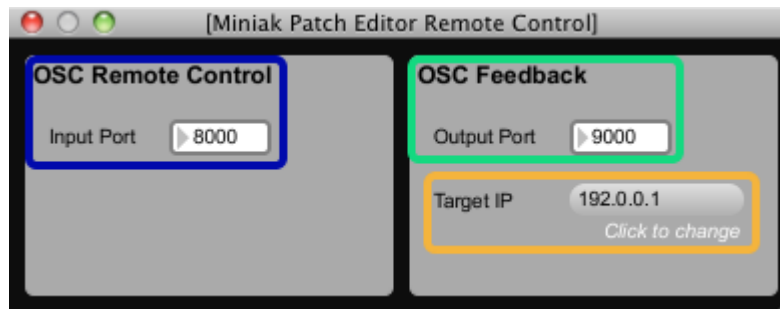 [Miniak Patch Editor Remote Control]
OSC Remote Control
Input Port 8000
OSC Feedback
Output Port 9000
Target IP 192.0.0.1
Click to change